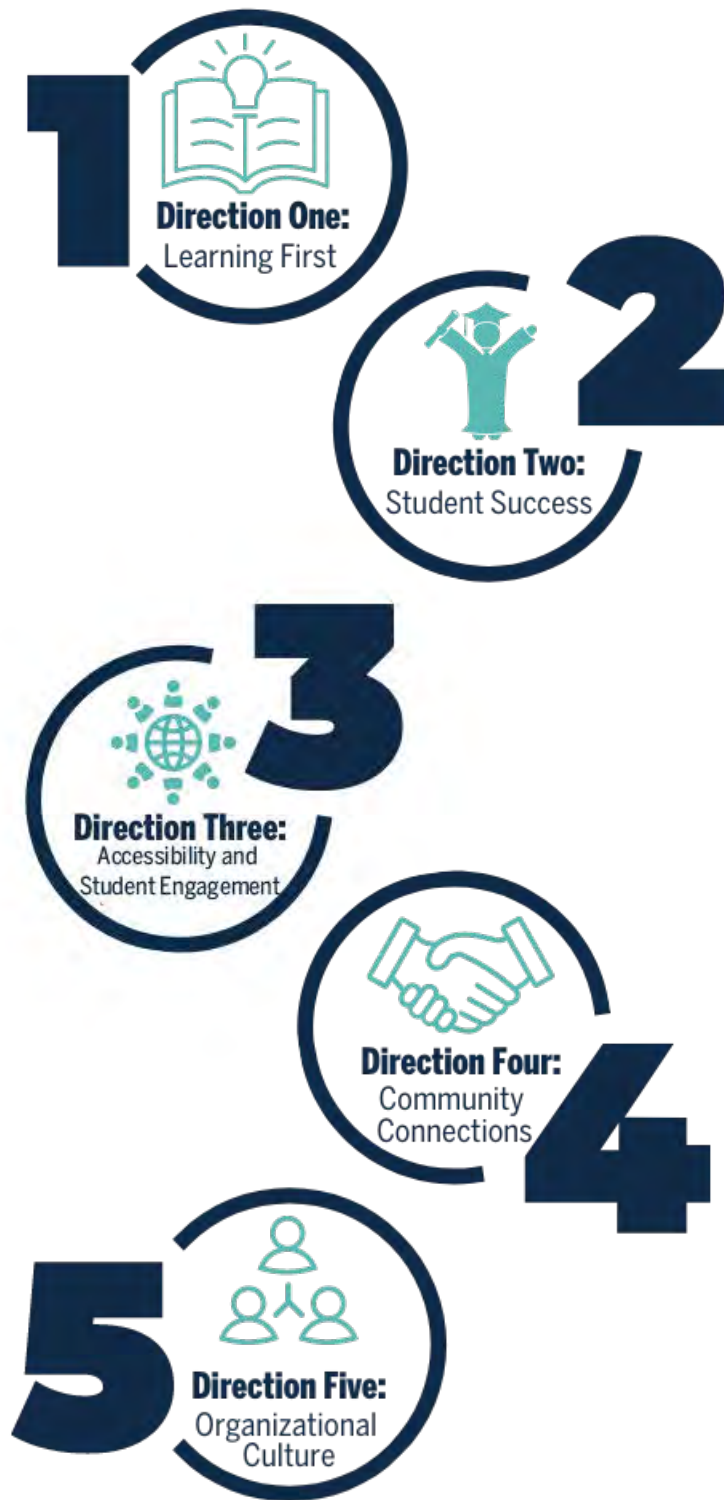 1
Direction One:
Learning First
2
Direction Two:
Student Success
3
Direction Three:
Accessibility and
Student Engagement
4
Direction Four:
Community
Connections
5
Direction Five:
Organizational
Culture